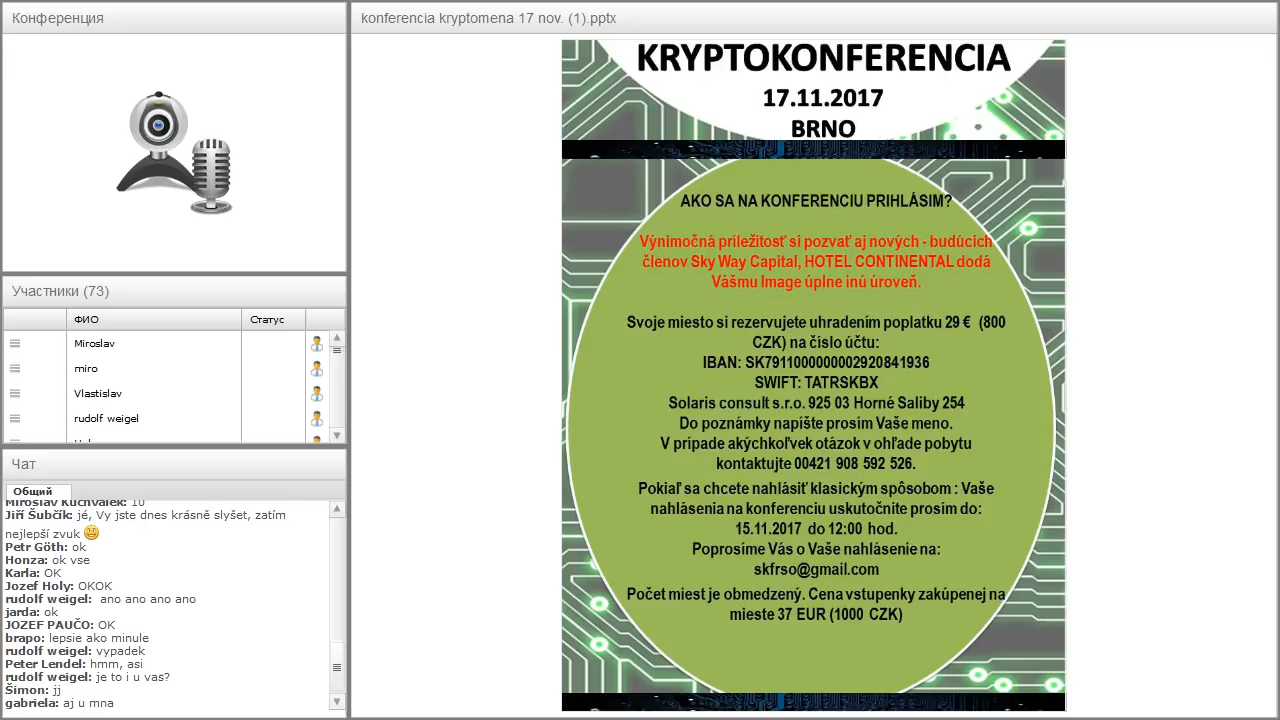 Конференция
konferencia kryptomena 17 nov. (1).pptx
Участники (73)
ФИО
Статус
Miloslav
miro
Vladislav
rudolf weigel
Чат
Общий
Miroslav Kuchválek: 10
Jiří Šubčík: jé, Vy jste dnes krásně slyšet, zatím
nejlepší zvuk
Petr Göth: ok
Honza: ok
Karla: OK
Jozef Holy: OKOK
rudolf weigel: ano ano ano ano
jarda: ok
JOZEF PAUČO: OK
brapo: lepsie ako minule
rudolf weigel: vypadek
Peter Lendel: hmm, asi
rudolf weigel: je to i u vas?
Šimon: jj
KRYPTOKONFERENCIA
17.11.2017
BRNO
AKO SA NA KONFERENCIU PRIHLÁSIM?
Výnimočná príležitosť si pozvať aj nových - budúcich
členov Sky Way Capital, HOTEL CONTINENTAL dodá
Vášmu Image úplne inú úroveň.
Svoje miesto si rezervujete uhradením poplatku 29 € (800
CZK) na číslo účtu:
IBAN: SK7911000000002920841936
SWIFT: TATRSKBX
Solaris consult s.r.o. 925 03 Horné Saliby 254
Do poznámky napíšte prosím Vaše meno.
V prípade akýchkoľvek otázok v ohľade pobytu
kontaktujte 00421 908 592 526.
Pokiaľ sa chcete nahlásiť klasickým spôsobom : Vaše
nahlásenia na konferenciu uskutočnite prosím do:
15.11.2017 do 12:00 hod.
Poprosíme Vás o Vaše nahlásenie na:
skfrso@gmail.com
Počet miest je obmedzený. Cena vstupenky zakúpenej na
mieste 37 EUR (1000 CZK)